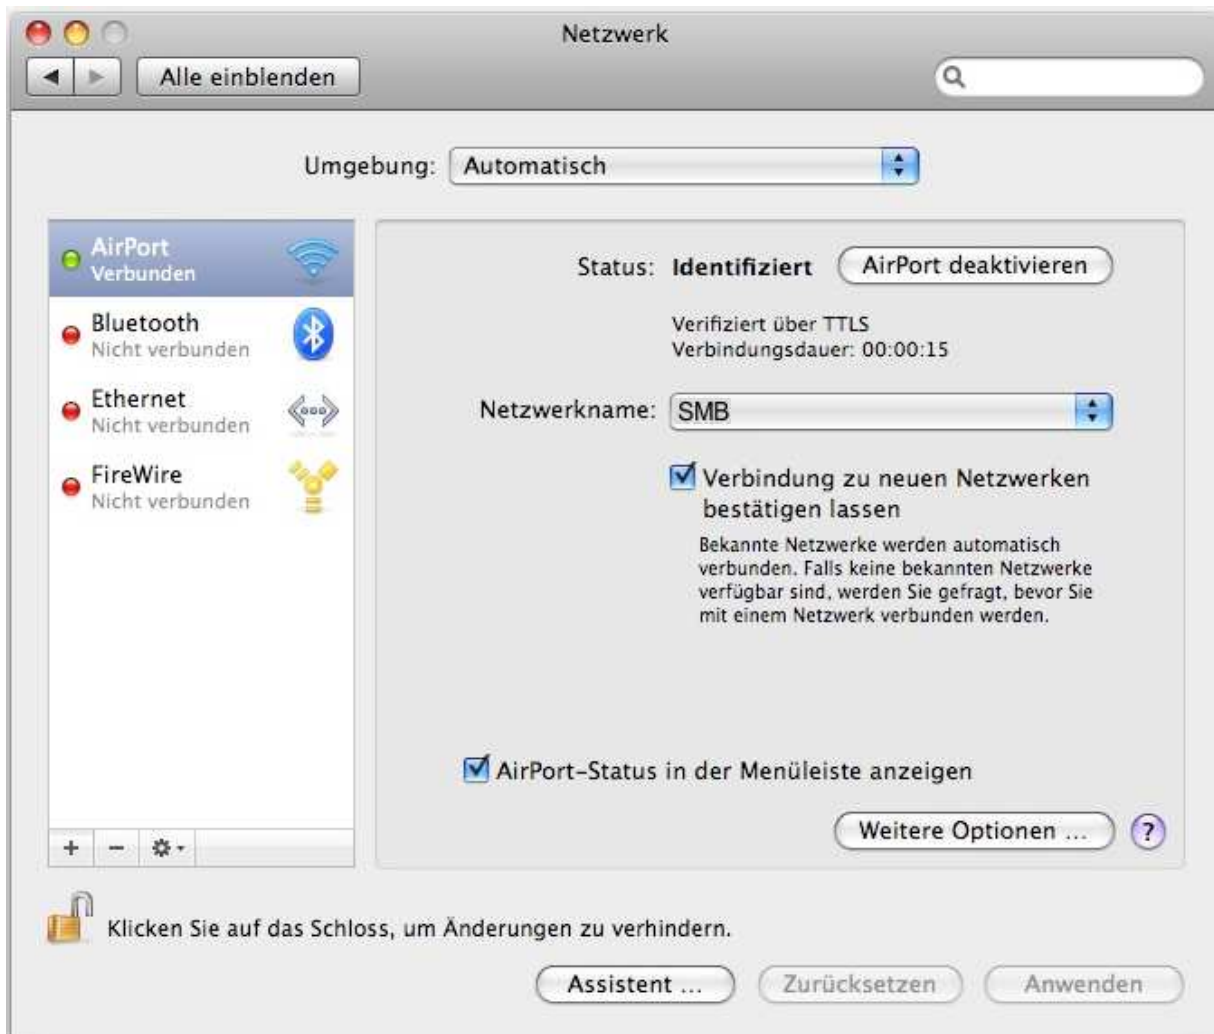 Netzwerk
Alle einblenden
Umgebung: Automatisch
AirPort
Verbunden
Bluetooth
Nicht verbunden
Ethernet
Nicht verbunden
FireWire
Nicht verbunden
Status: Identifiziert AirPort deaktivieren
Verifiziert über TTLS
Verbindungsdauer: 00:00:15
Netzwerkname: SMB
Verbindung zu neuen Netzwerken
bestätigen lassen
Bekannte Netzwerke werden automatisch
verbunden. Falls keine bekannten Netzwerke
verfügbar sind, werden Sie gefragt, bevor Sie
mit einem Netzwerk verbunden werden.
AirPort-Status in der Menüleiste anzeigen
Weitere Optionen ... ?
Klicken Sie auf das Schloss, um Änderungen zu verhindern.
Assistent ... Zurücksetzen Anwenden